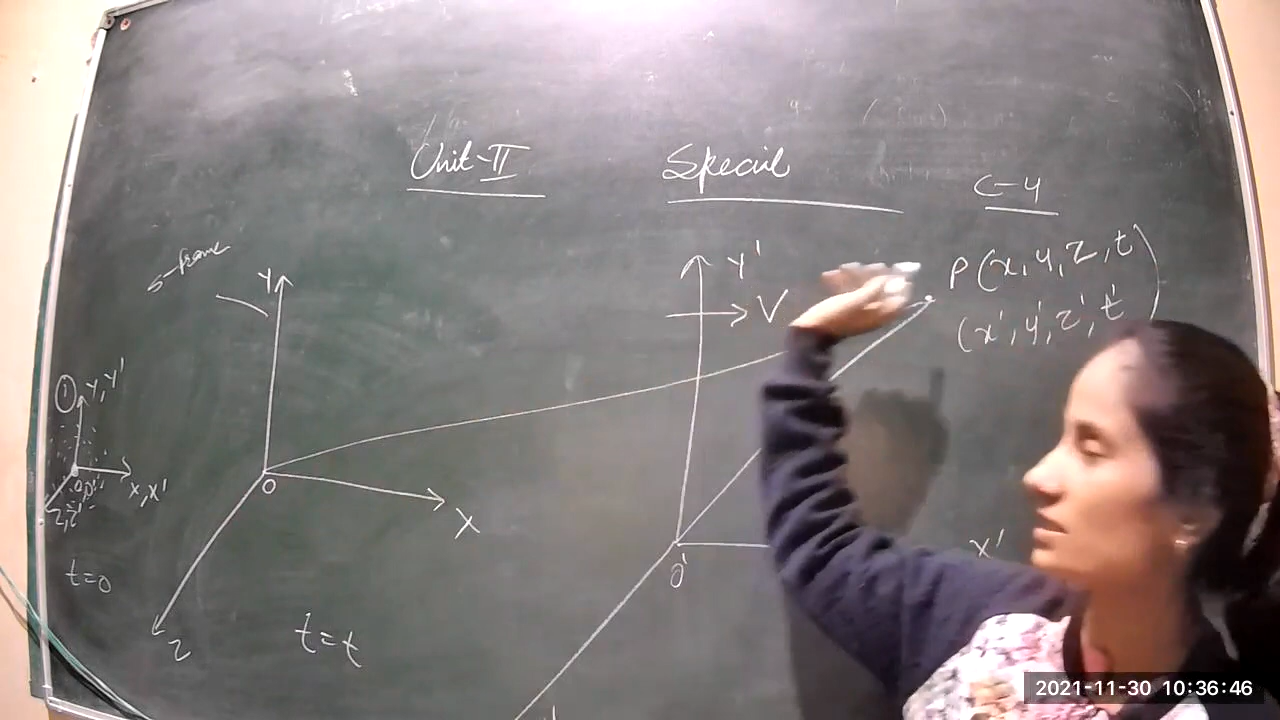 Unit-II
Special
C-4
S-frame
Y
Y'
V
P(x, y, z, t)
(x', y', z', t')
1
Y, Y'
X, X'
Z, Z'
t=0
O
X
Z
t=t
O'
X'
2021-11-30 10:36:46